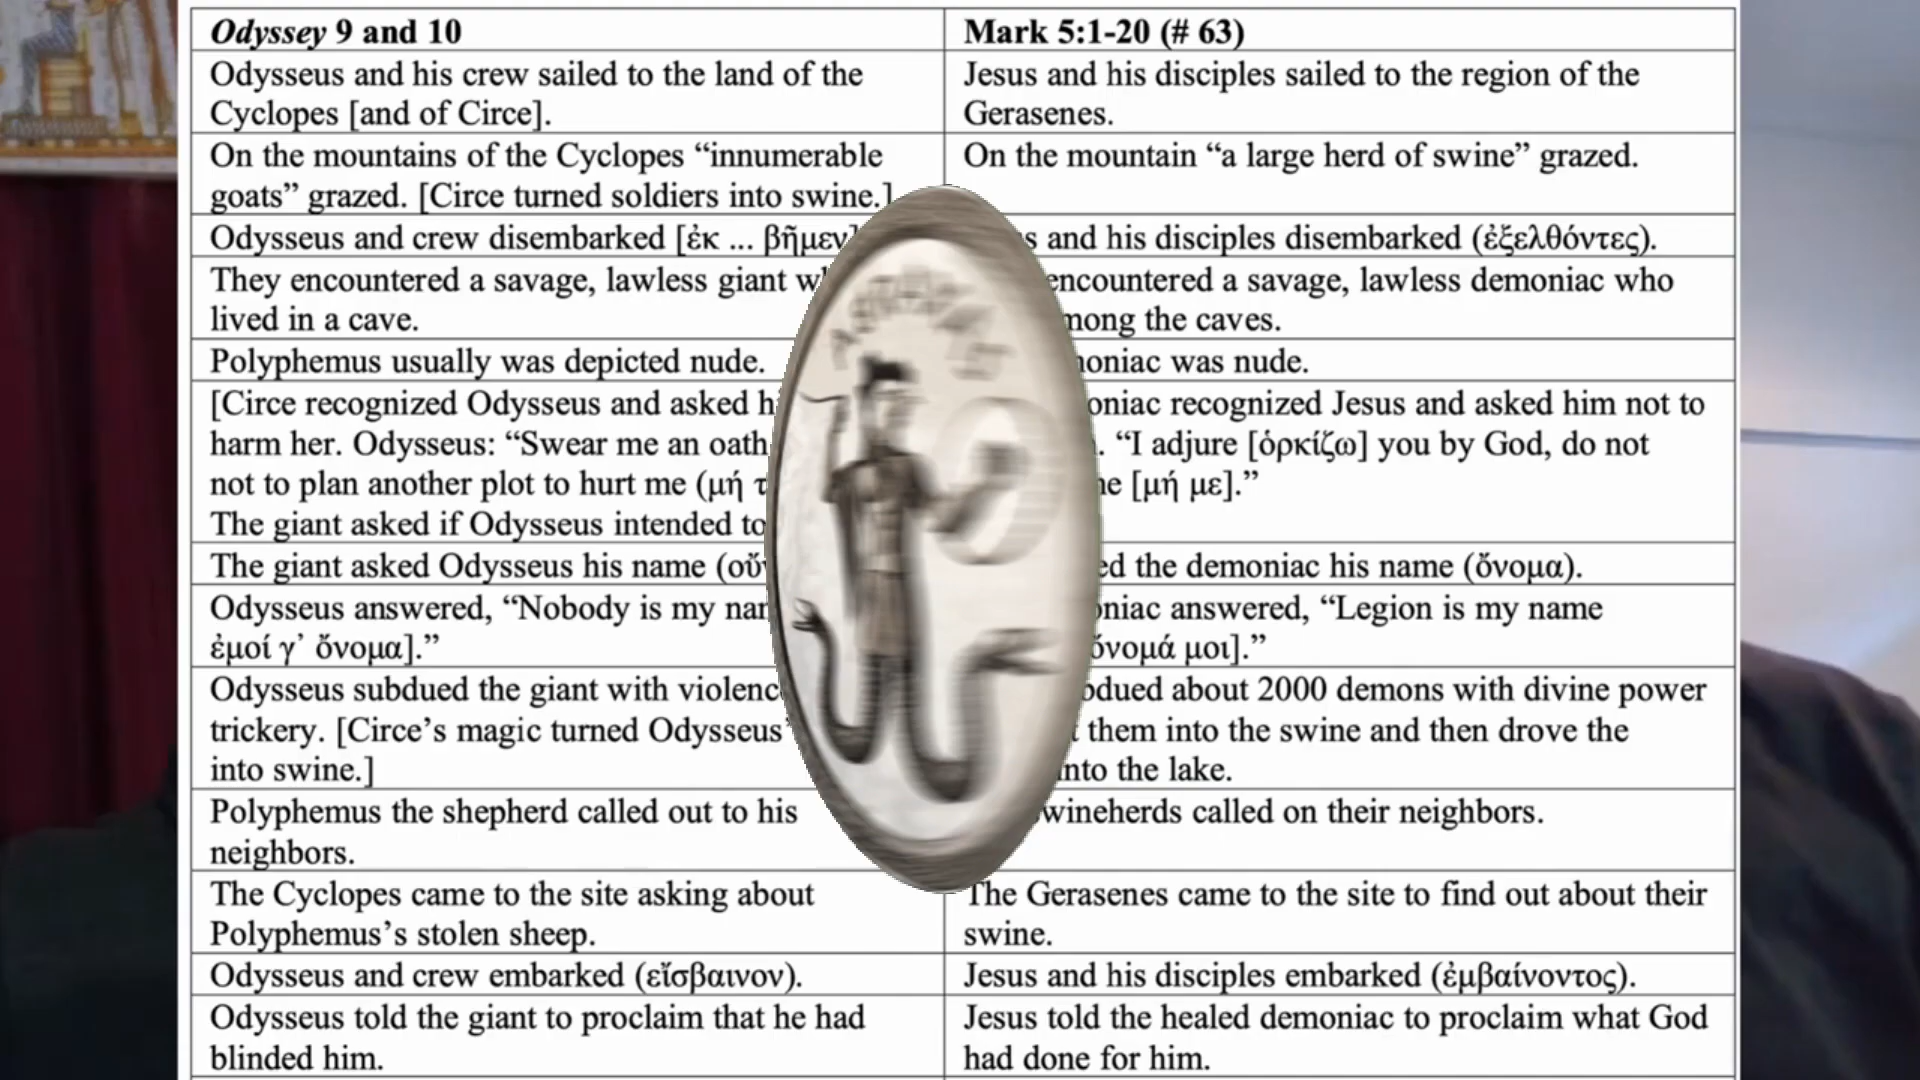 Odyssey 9 and 10
Mark 5:1-20 (# 63)
Odysseus and his crew sailed to the land of the
Cyclopes [and of Circe].
Jesus and his disciples sailed to the region of the
Gerasenes.
On the mountains of the Cyclopes “innumerable
goats” grazed. [Circe turned soldiers into swine.]
On the mountain “a large herd of swine” grazed.
Odysseus and crew disembarked [ἐκ ... βῆμεν]
and his disciples disembarked (ἐξελθόντες).
They encountered a savage, lawless giant
lived in a cave.
encountered a savage, lawless demoniac who
the caves.
Polyphemus usually was depicted nude.
was nude.
[Circe recognized Odysseus and asked
harm her. Odysseus: “Swear me an oath
not to plan another plot to hurt me (μή
The giant asked if Odysseus intended to
recognized Jesus and asked him not to
“I adjure [ὁρκίζω] you by God, do not
[μή με].”
The giant asked Odysseus his name
the demoniac his name (ὄνομα).
Odysseus answered, “Nobody is my
ἐμοί γ’ ὄνομα].”
answered, “Legion is my name
ὄνομά μοι].”
Odysseus subdued the giant with
trickery. [Circe’s magic turned Odysseus’
into swine.]
about 2000 demons with divine power
them into the swine and then drove the
into the lake.
Polyphemus the shepherd called out to his
neighbors.
called on their neighbors.
The Cyclopes came to the site asking about
Polyphemus’s stolen sheep.
The Gerasenes came to the site to find out about their
swine.
Odysseus and crew embarked (εἴσβαινον).
Jesus and his disciples embarked (ἐμβαίνοντος).
Odysseus told the giant to proclaim that he had
blinded him.
Jesus told the healed demoniac to proclaim what God
had done for him.